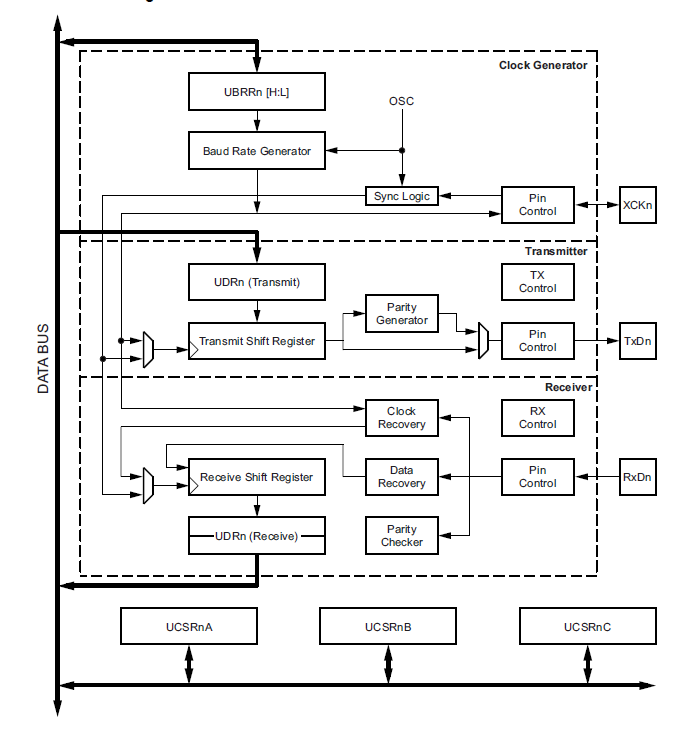 Clock Generator
UBRRn [H:L]
OSC
Baud Rate Generator
Sync Logic
Pin
Control
XCKn
Transmitter
UDRn (Transmit)
TX
Control
Parity
Generator
Transmit Shift Register
Pin
Control
TxDn
DATA BUS
Receiver
Clock
Recovery
RX
Control
Receive Shift Register
Data
Recovery
Pin
Control
RxDn
UDRn (Receive)
Parity
Checker
UCSRnA
UCSRnB
UCSRnC